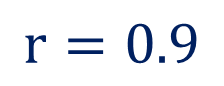 r = 0.9